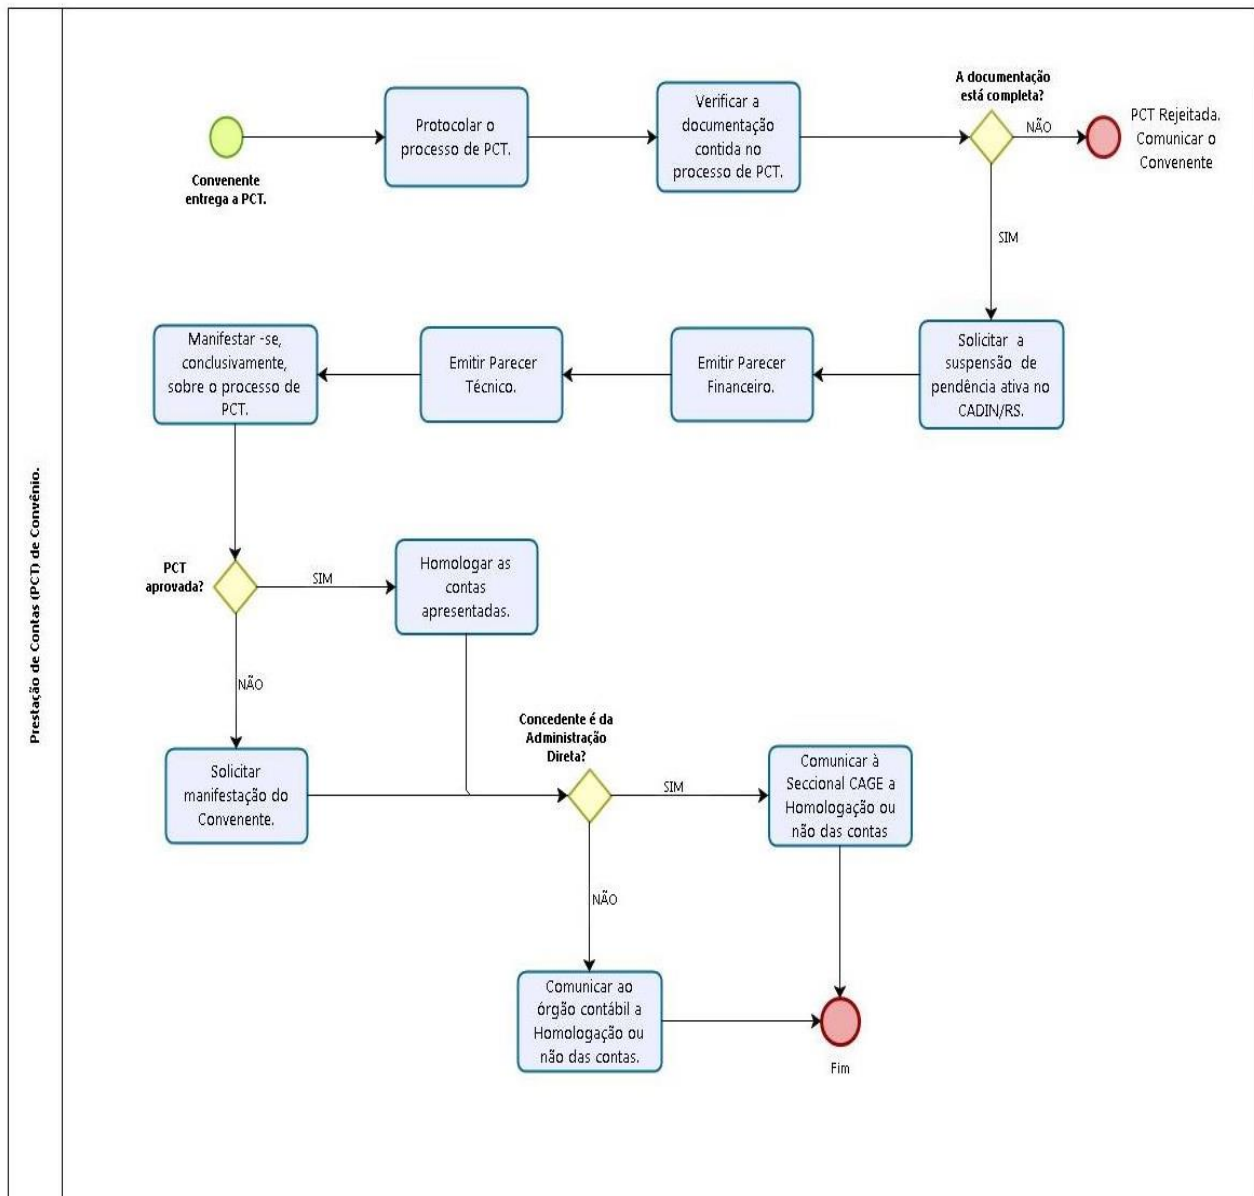 Prestação de Contas (PCT) de Convênio.
Convenente
entrega a PCT.
Protocolar o
processo de PCT.
Verificar a
documentação
contida no
processo de PCT.
A documentação
está completa?
NÃO
PCT Rejeitada.
Comunicar o
Convenente
SIM
Solicitar a
suspensão de
pendência ativa no
CADIN/RS.
Emitir Parecer
Financeiro.
Emitir Parecer
Técnico.
Manifestar -se,
conclusivamente,
sobre o processo de
PCT.
PCT
aprovada?
SIM
Homologar as
contas
apresentadas.
NÃO
Solicitar
manifestação do
Convenente.
Concedente é da
Administração
Direta?
SIM
Comunicar à
Seccional CAGE a
Homologação ou
não das contas
NÃO
Comunicar ao
órgão contábil a
Homologação ou
não das contas.
Fim